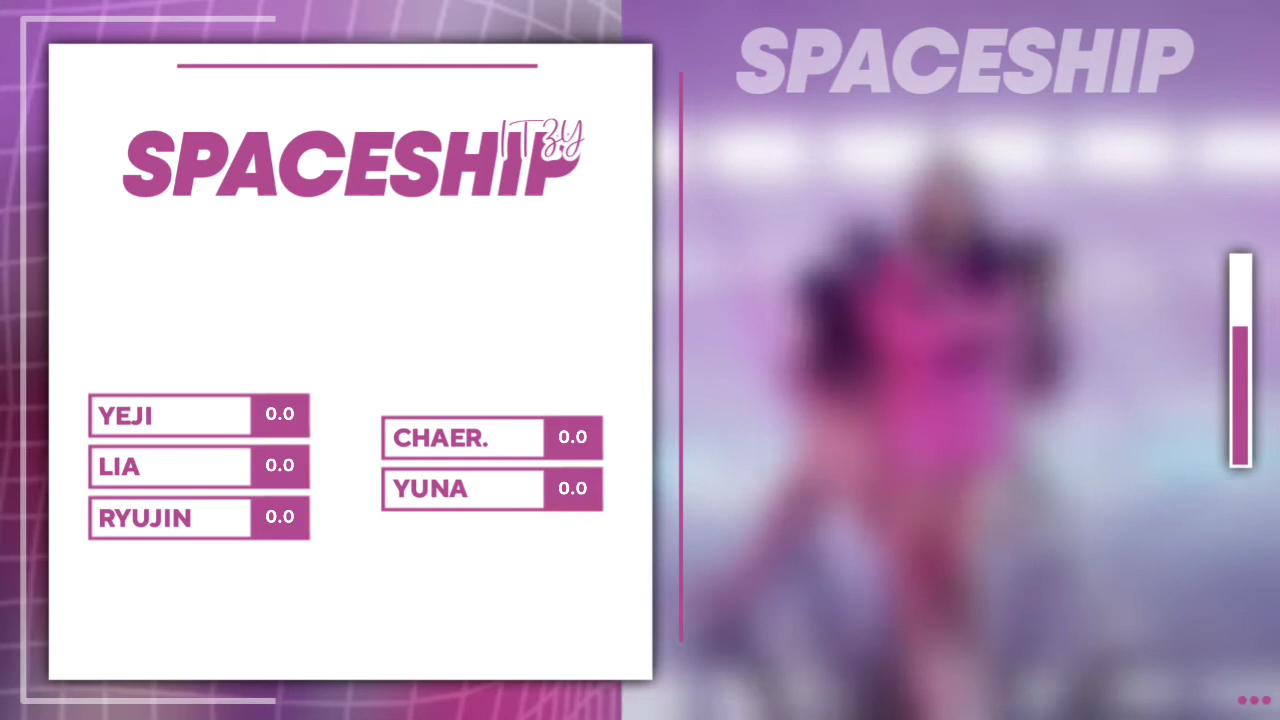 SPACESHIP
ITzy
YEJI 0.0
LIA 0.0
RYUJIN 0.0
CHAER. 0.0
YUNA 0.0
SPACESHIP